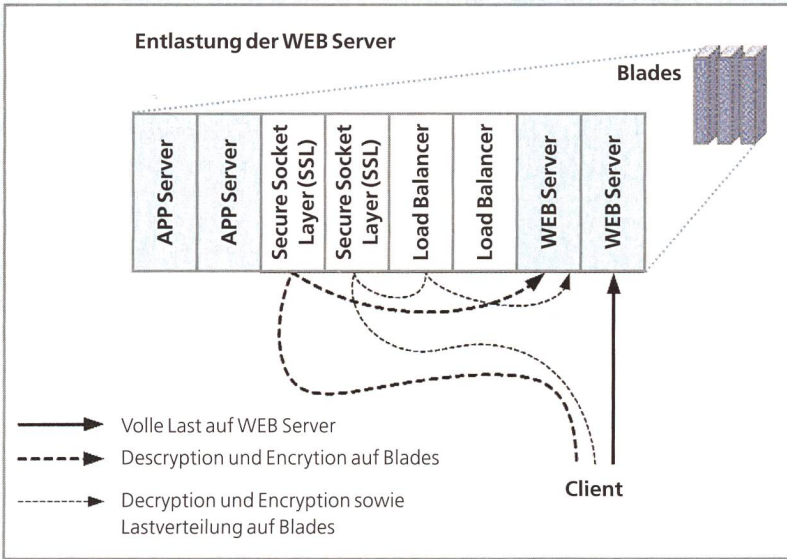 Entlastung der WEB Server
Blades
APP Server
APP Server
Secure Socket
Layer (SSL)
Secure Socket
Layer (SSL)
Load Balancer
Load Balancer
WEB Server
WEB Server
Volle Last auf WEB Server
Descryption und Encrytion auf Blades
Client
Decryption und Encryption sowie
Lastverteilung auf Blades